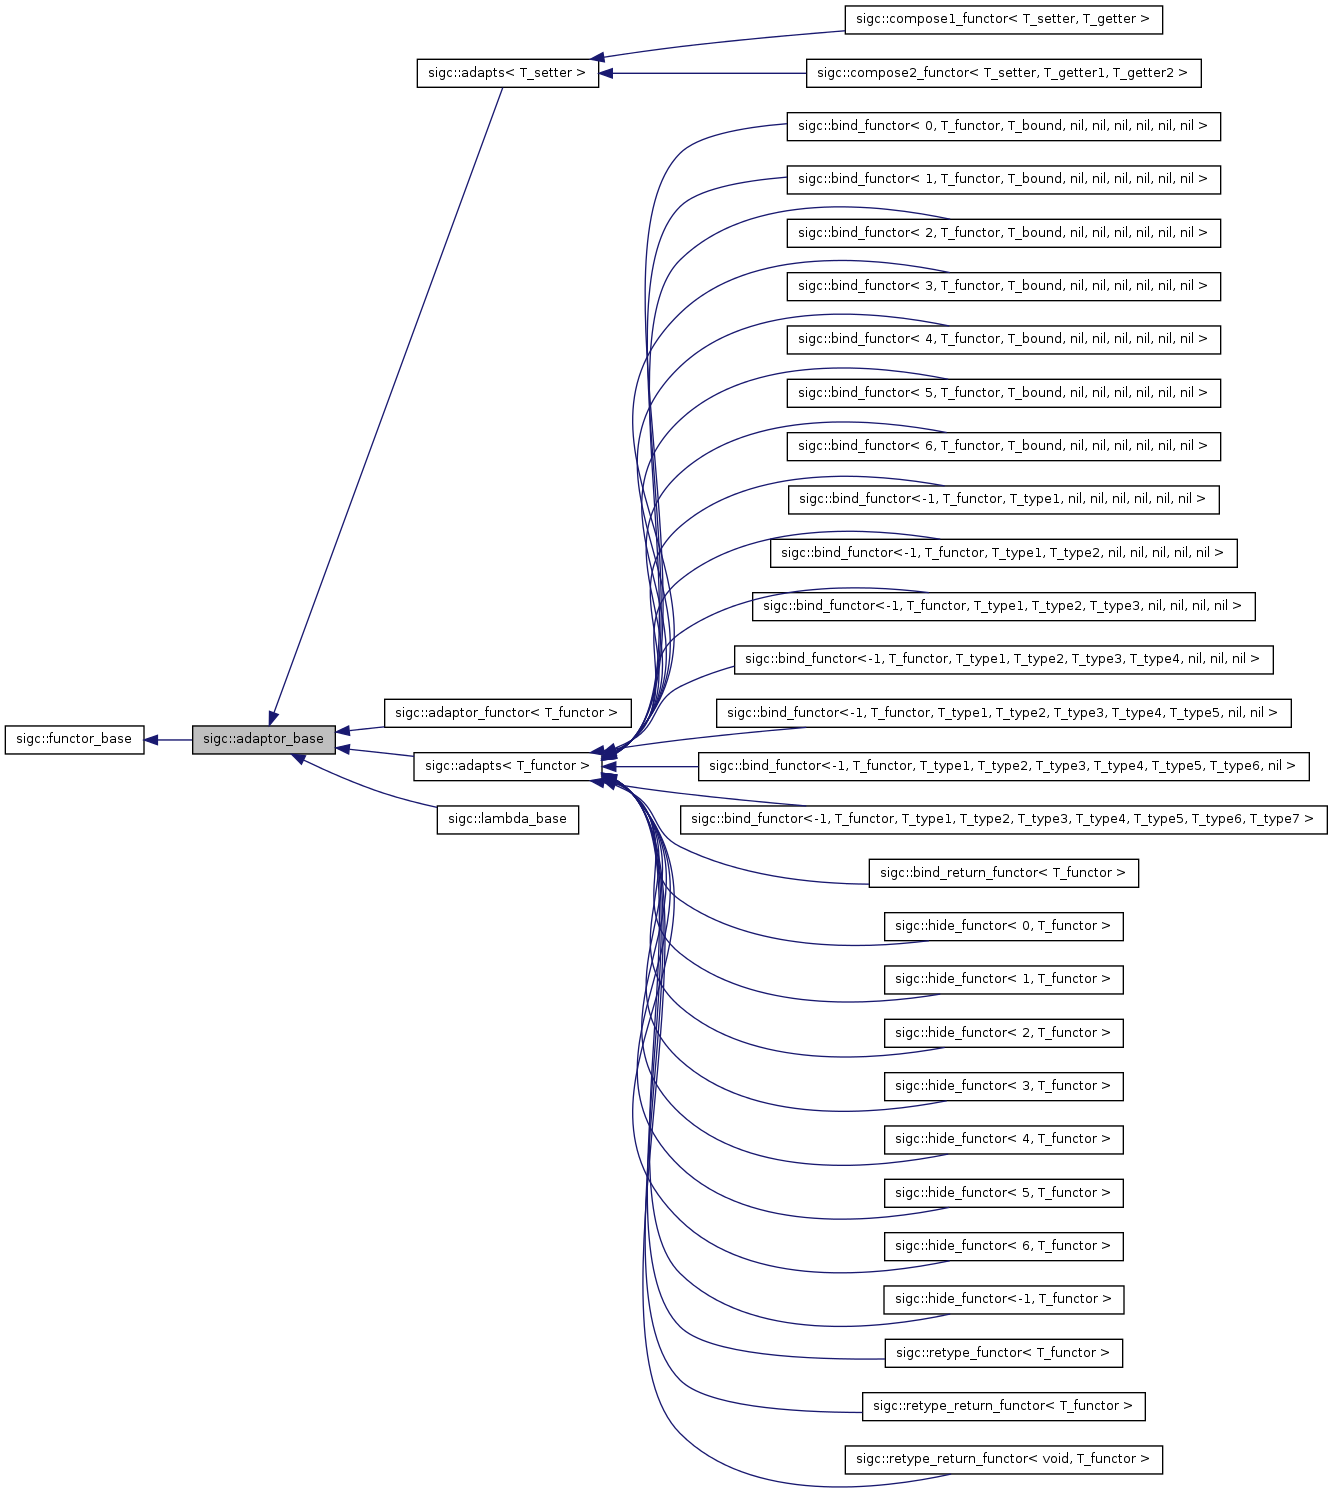 sigc::compose1_functor< T_setter, T_getter >
sigc::adapts< T_setter >
sigc::compose2_functor< T_setter, T_getter1, T_getter2 >
sigc::bind_functor< 0, T_functor, T_bound, nil, nil, nil, nil, nil, nil >
sigc::bind_functor< 1, T_functor, T_bound, nil, nil, nil, nil, nil, nil >
sigc::bind_functor< 2, T_functor, T_bound, nil, nil, nil, nil, nil, nil >
sigc::bind_functor< 3, T_functor, T_bound, nil, nil, nil, nil, nil, nil >
sigc::bind_functor< 4, T_functor, T_bound, nil, nil, nil, nil, nil, nil >
sigc::bind_functor< 5, T_functor, T_bound, nil, nil, nil, nil, nil, nil >
sigc::bind_functor< 6, T_functor, T_bound, nil, nil, nil, nil, nil, nil >
sigc::bind_functor<-1, T_functor, T_type1, nil, nil, nil, nil, nil, nil >
sigc::bind_functor<-1, T_functor, T_type1, T_type2, nil, nil, nil, nil, nil >
sigc::bind_functor<-1, T_functor, T_type1, T_type2, T_type3, nil, nil, nil, nil >
sigc::bind_functor<-1, T_functor, T_type1, T_type2, T_type3, T_type4, nil, nil, nil >
sigc::adaptor_functor< T_functor >
sigc::bind_functor<-1, T_functor, T_type1, T_type2, T_type3, T_type4, T_type5, nil, nil >
sigc::functor_base
sigc::adaptor_base
sigc::adapts< T_functor >
sigc::bind_functor<-1, T_functor, T_type1, T_type2, T_type3, T_type4, T_type5, T_type6, nil >
sigc::lambda_base
sigc::bind_functor<-1, T_functor, T_type1, T_type2, T_type3, T_type4, T_type5, T_type6, T_type7 >
sigc::bind_return_functor< T_functor >
sigc::hide_functor< 0, T_functor >
sigc::hide_functor< 1, T_functor >
sigc::hide_functor< 2, T_functor >
sigc::hide_functor< 3, T_functor >
sigc::hide_functor< 4, T_functor >
sigc::hide_functor< 5, T_functor >
sigc::hide_functor< 6, T_functor >
sigc::hide_functor<-1, T_functor >
sigc::retype_functor< T_functor >
sigc::retype_return_functor< T_functor >
sigc::retype_return_functor< void, T_functor >